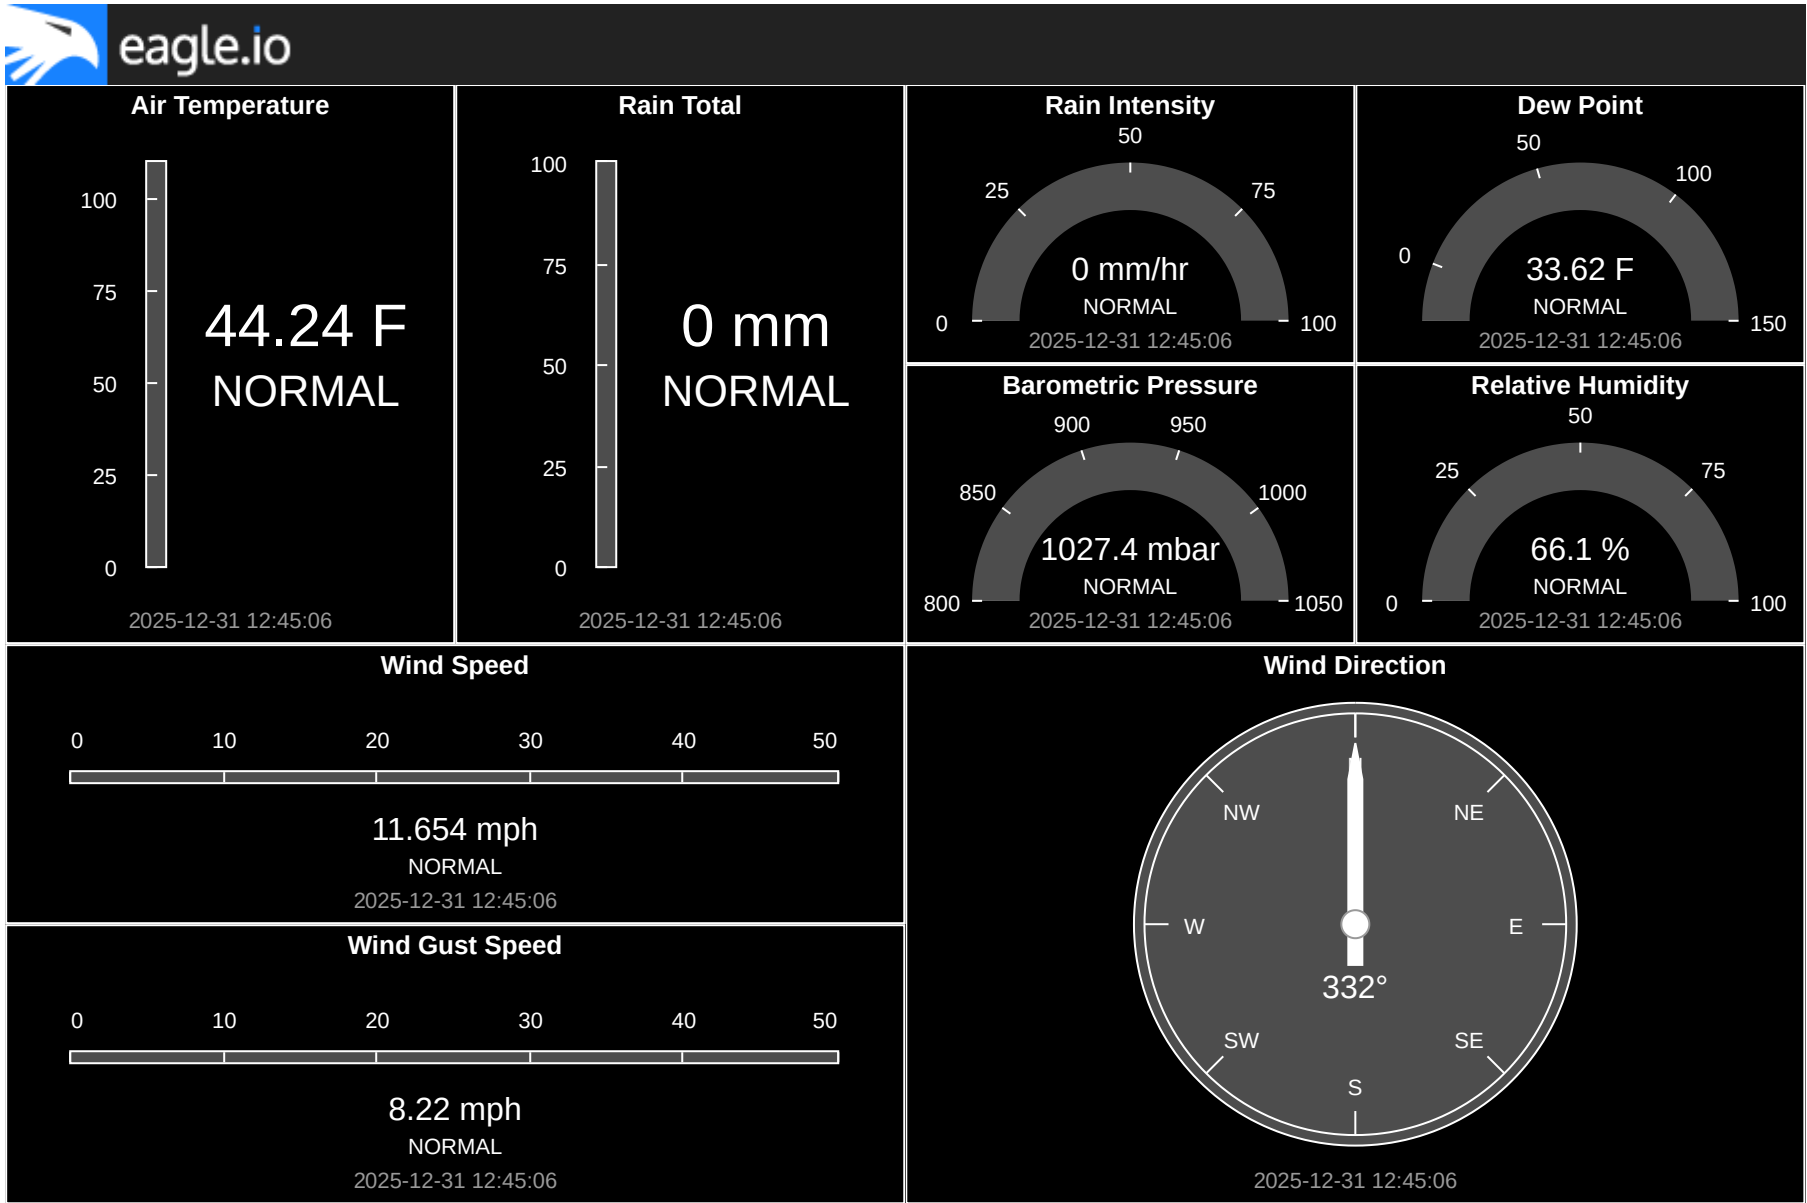 eagle.io
Air Temperature
100
75
50
25
0
44.24 F
NORMAL
2025-12-31 12:45:06
Rain Total
100
75
50
25
0
0 mm
NORMAL
2025-12-31 12:45:06
Rain Intensity
50
25
75
0
100
0 mm/hr
NORMAL
2025-12-31 12:45:06
Dew Point
50
100
0
150
33.62 F
NORMAL
2025-12-31 12:45:06
Barometric Pressure
900
950
850
1000
800
1050
1027.4 mbar
NORMAL
2025-12-31 12:45:06
Relative Humidity
50
25
75
0
100
66.1 %
NORMAL
2025-12-31 12:45:06
Wind Speed
0 10 20 30 40 50
11.654 mph
NORMAL
2025-12-31 12:45:06
Wind Gust Speed
0 10 20 30 40 50
8.22 mph
NORMAL
2025-12-31 12:45:06
Wind Direction
NW NE
W E
332°
SW SE
S
2025-12-31 12:45:06